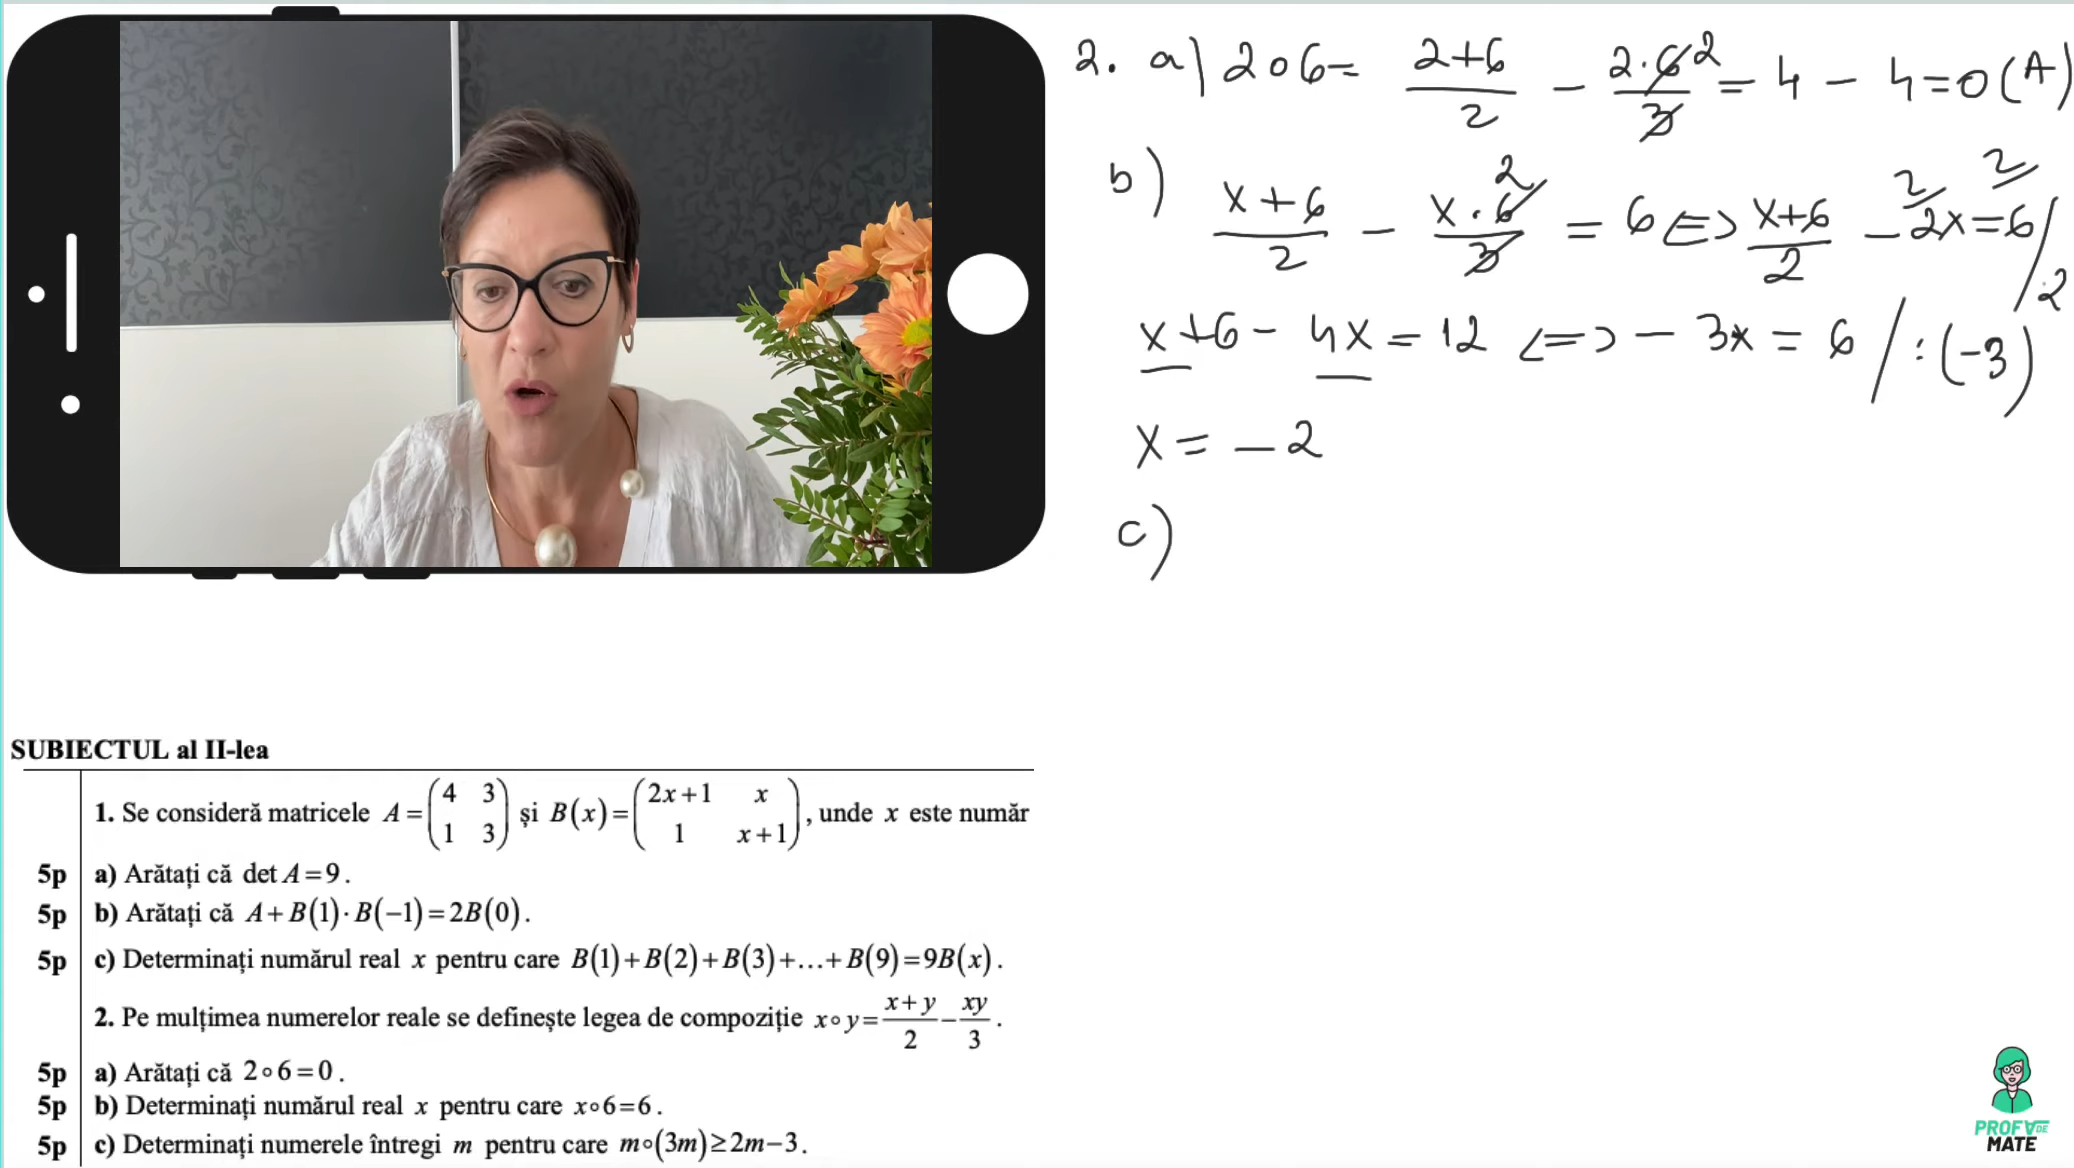 2. a) 2∘6= (2+6)/2 - (2·6²)/3 = 4 - 4=0 (A)
b) (x+6)/2 - (x·6²)/3 = 6 <=> (x+6)/2 - ²⁄2x=²⁄6 /·2
x+6 - 4x = 12 <=> - 3x = 6 /:(-3)
x = -2
c)
SUBIECTUL al II-lea
1. Se consideră matricele A = (4 3; 1 3) și B(x) = (2x+1 x; 1 x+1), unde x este număr
5p a) Arătați că det A = 9.
5p b) Arătați că A + B(1)·B(−1) = 2B(0).
5p c) Determinați numărul real x pentru care B(1)+B(2)+B(3)+...+B(9)=9B(x).
2. Pe mulțimea numerelor reale se definește legea de compoziție x∘y = (x+y)/2 − xy/3.
5p a) Arătați că 2∘6=0.
5p b) Determinați numărul real x pentru care x∘6=6.
5p c) Determinați numerele întregi m pentru care m∘(3m)≥2m−3.
PROFA DE
MATE